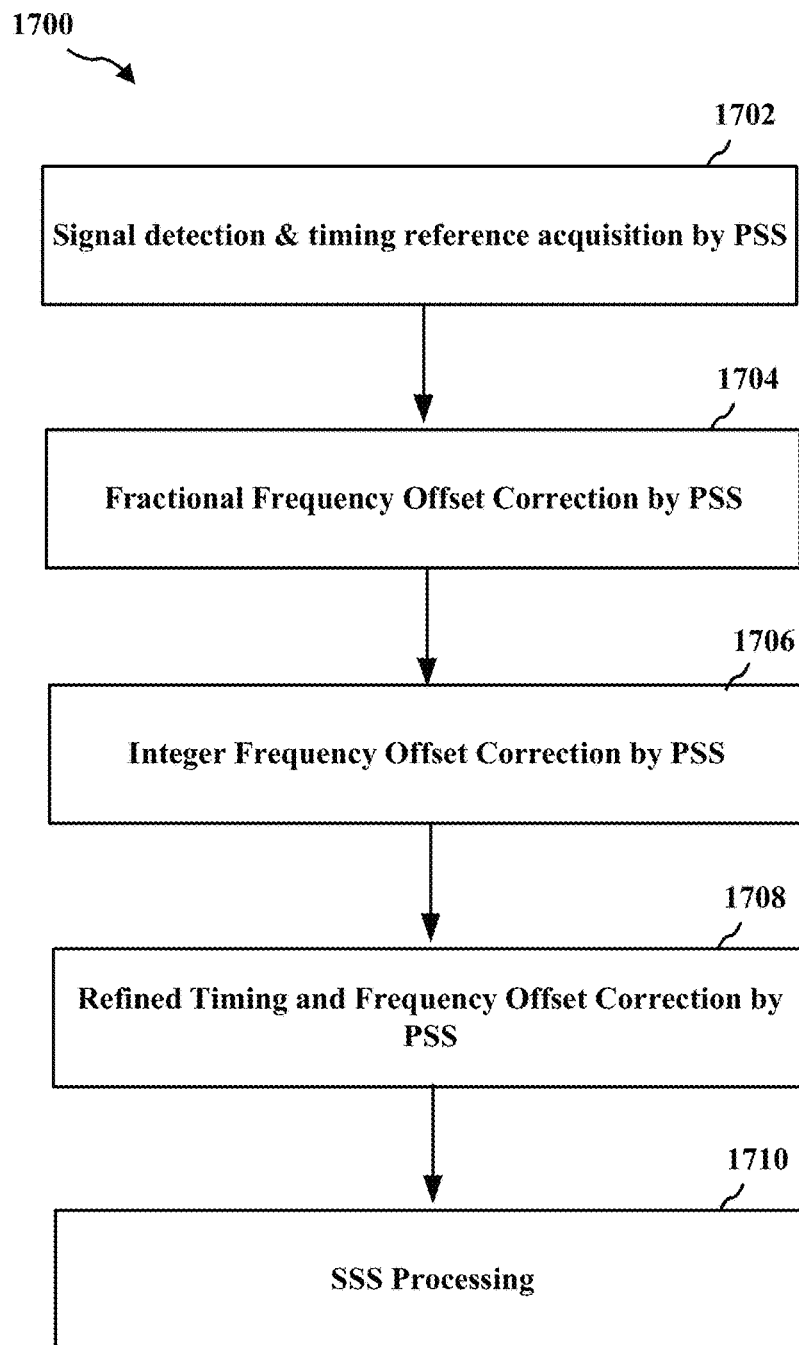 1700
1702
Signal detection & timing reference acquisition by PSS
1704
Fractional Frequency Offset Correction by PSS
1706
Integer Frequency Offset Correction by PSS
1708
Refined Timing and Frequency Offset Correction by
PSS
1710
SSS Processing